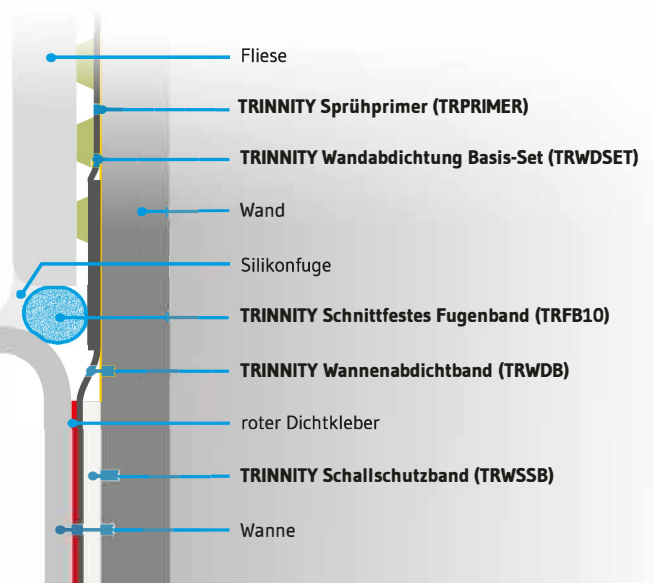 Fliese
TRINNITY Sprühprimer (TRPRIMER)
TRINNITY Wandabdichtung Basis-Set (TRWDSET)
Wand
Silikonfuge
TRINNITY Schnittfestes Fugenband (TRFB10)
TRINNITY Wannenabdichtband (TRWDB)
roter Dichtkleber
TRINNITY Schallschutzband (TRWSSB)
Wanne